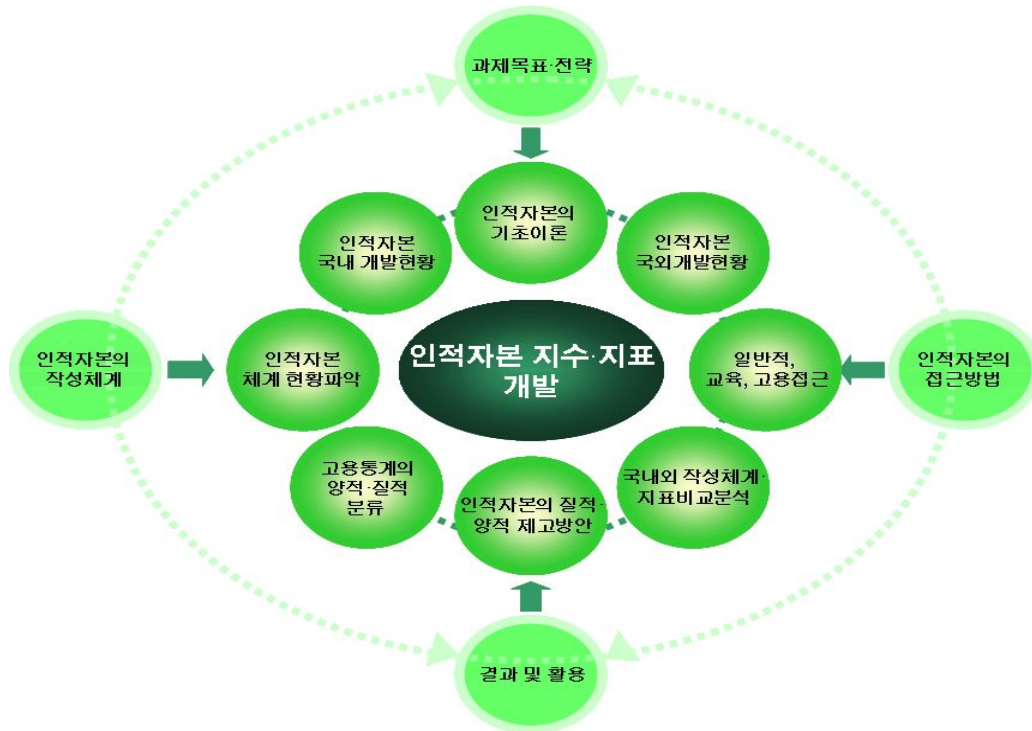 과제목표·전략
인적자본의
기초이론
인적자본
국내 개발현황
인적자본
국외개발현황
인적자본의
작성체계
인적자본
체계 현황파악
인적자본 지수·지표
개발
일반적,
교육, 고용접근
인적자본의
접근방법
고용통계의
양적·질적
분류
인적자본의 질적·
양적 제고방안
국내외 작성체계·
지표비교분석
결과 및 활용